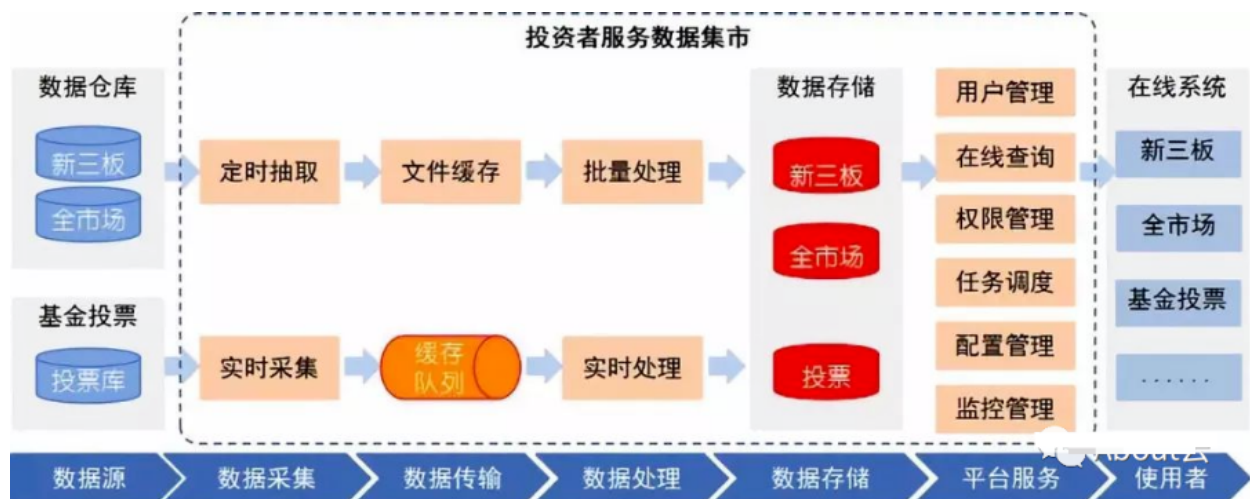 投资者服务数据集市
数据仓库
新三板
全市场
基金投票
投票库
定时抽取
文件缓存
批量处理
实时采集
缓存
队列
实时处理
数据存储
新三板
全市场
投票
用户管理
在线查询
权限管理
任务调度
配置管理
监控管理
在线系统
新三板
全市场
基金投票
......
数据源
数据采集
数据传输
数据处理
数据存储
平台服务
使用者
About云